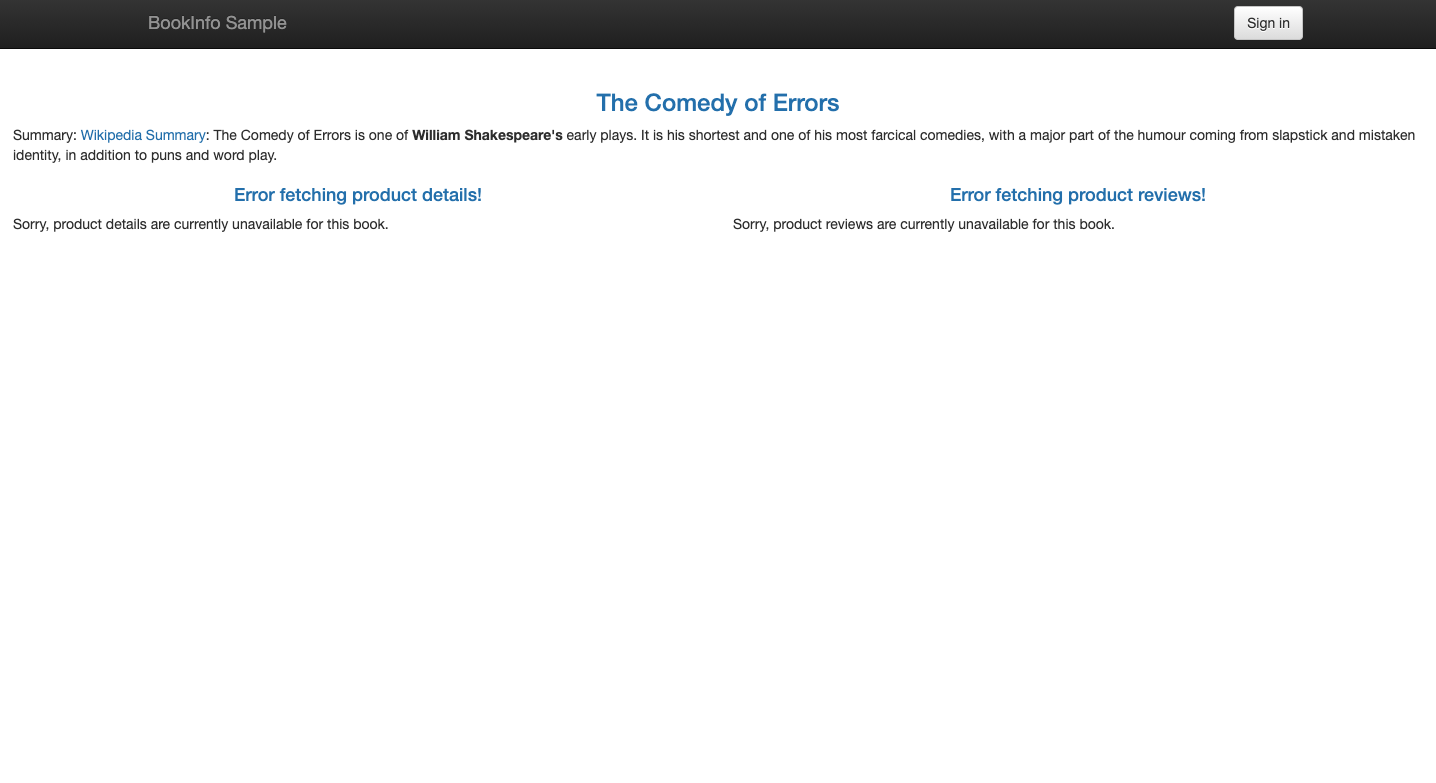 BookInfo Sample
Sign in
The Comedy of Errors
Summary: Wikipedia Summary: The Comedy of Errors is one of William Shakespeare's early plays. It is his shortest and one of his most farcical comedies, with a major part of the humour coming from slapstick and mistaken
identity, in addition to puns and word play.
Error fetching product details!
Sorry, product details are currently unavailable for this book.
Error fetching product reviews!
Sorry, product reviews are currently unavailable for this book.